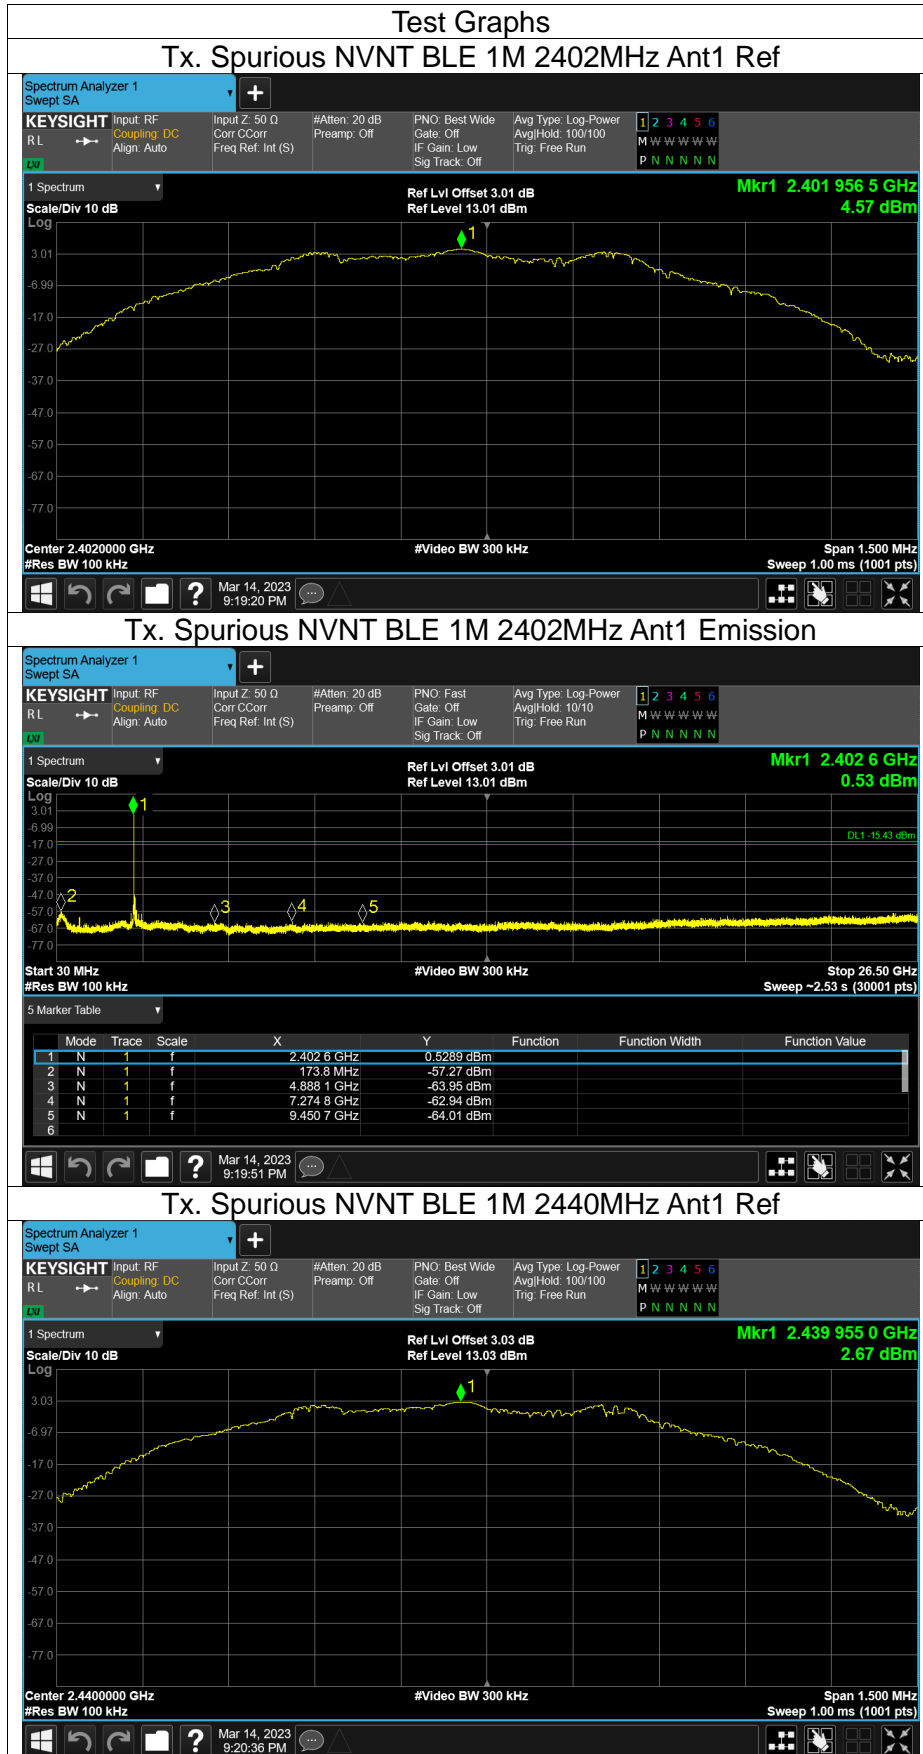 Test Graphs
Tx. Spurious NVNT BLE 1M 2402MHz Ant1 Ref
Spectrum Analyzer 1
Swept SA
+
KEYSIGHT Input: RF Input Z: 50 Ω #Atten: 20 dB PNO: Best Wide Avg Type: Log-Power 1 2 3 4 5 6
R L Coupling: DC Corr CCorr Preamp: Off Gate: Off Avg|Hold: 100/100 M W W W W W
Align: Auto Freq Ref: Int (S) IF Gain: Low Trig: Free Run
LXI Sig Track: Off P N N N N N
1 Spectrum Ref Lvl Offset 3.01 dB Mkr1 2.401 956 5 GHz
Scale/Div 10 dB Ref Level 13.01 dBm 4.57 dBm
Log
1
3.01
-6.99
-17.0
-27.0
-37.0
-47.0
-57.0
-67.0
-77.0
Center 2.4020000 GHz #Video BW 300 kHz Span 1.500 MHz
#Res BW 100 kHz Sweep 1.00 ms (1001 pts)
? Mar 14, 2023
9:19:20 PM
Tx. Spurious NVNT BLE 1M 2402MHz Ant1 Emission
Spectrum Analyzer 1
Swept SA
+
KEYSIGHT Input: RF Input Z: 50 Ω #Atten: 20 dB PNO: Fast Avg Type: Log-Power 1 2 3 4 5 6
R L Coupling: DC Corr CCorr Preamp: Off Gate: Off Avg|Hold: 10/10 M W W W W W
Align: Auto Freq Ref: Int (S) IF Gain: Low Trig: Free Run
LXI Sig Track: Off P N N N N N
1 Spectrum Ref Lvl Offset 3.01 dB Mkr1 2.402 6 GHz
Scale/Div 10 dB Ref Level 13.01 dBm 0.53 dBm
Log
1
3.01
-6.99
DL1 -15.43 dBm
-17.0
-27.0
-37.0
-47.0
2 3 4 5
-57.0
-67.0
-77.0
Start 30 MHz #Video BW 300 kHz Stop 26.50 GHz
#Res BW 100 kHz Sweep ~2.53 s (30001 pts)
5 Marker Table
Mode Trace Scale X Y Function Function Width Function Value
1 N 1 f 2.402 6 GHz 0.5289 dBm
2 N 1 f 173.8 MHz -57.27 dBm
3 N 1 f 4.888 1 GHz -63.95 dBm
4 N 1 f 7.274 8 GHz -62.94 dBm
5 N 1 f 9.450 7 GHz -64.01 dBm
6
? Mar 14, 2023
9:19:51 PM
Tx. Spurious NVNT BLE 1M 2440MHz Ant1 Ref
Spectrum Analyzer 1
Swept SA
+
KEYSIGHT Input: RF Input Z: 50 Ω #Atten: 20 dB PNO: Best Wide Avg Type: Log-Power 1 2 3 4 5 6
R L Coupling: DC Corr CCorr Preamp: Off Gate: Off Avg|Hold: 100/100 M W W W W W
Align: Auto Freq Ref: Int (S) IF Gain: Low Trig: Free Run
LXI Sig Track: Off P N N N N N
1 Spectrum Ref Lvl Offset 3.03 dB Mkr1 2.439 955 0 GHz
Scale/Div 10 dB Ref Level 13.03 dBm 2.67 dBm
Log
1
3.03
-6.97
-17.0
-27.0
-37.0
-47.0
-57.0
-67.0
-77.0
Center 2.4400000 GHz #Video BW 300 kHz Span 1.500 MHz
#Res BW 100 kHz Sweep 1.00 ms (1001 pts)
? Mar 14, 2023
9:20:36 PM